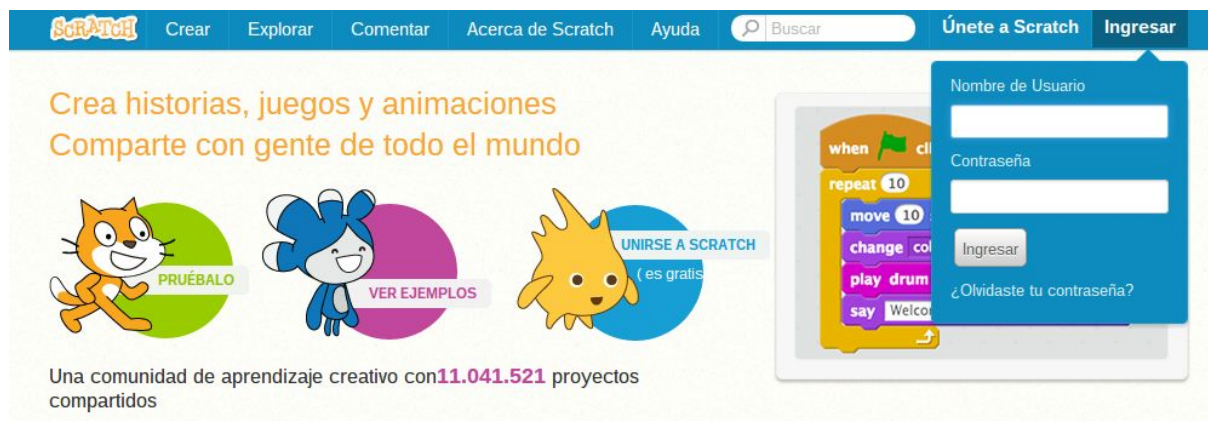 SCRATCH Crear Explorar Comentar Acerca de Scratch Ayuda Buscar Únete a Scratch Ingresar
Crea historias, juegos y animaciones
Comparte con gente de todo el mundo
PRUÉBALO
VER EJEMPLOS
UNIRSE A SCRATCH
( es gratis
Una comunidad de aprendizaje creativo con11.041.521 proyectos
compartidos
when
repeat 10
move 10
change
play drum
say
Nombre de Usuario
Contraseña
Ingresar
¿Olvidaste tu contraseña?